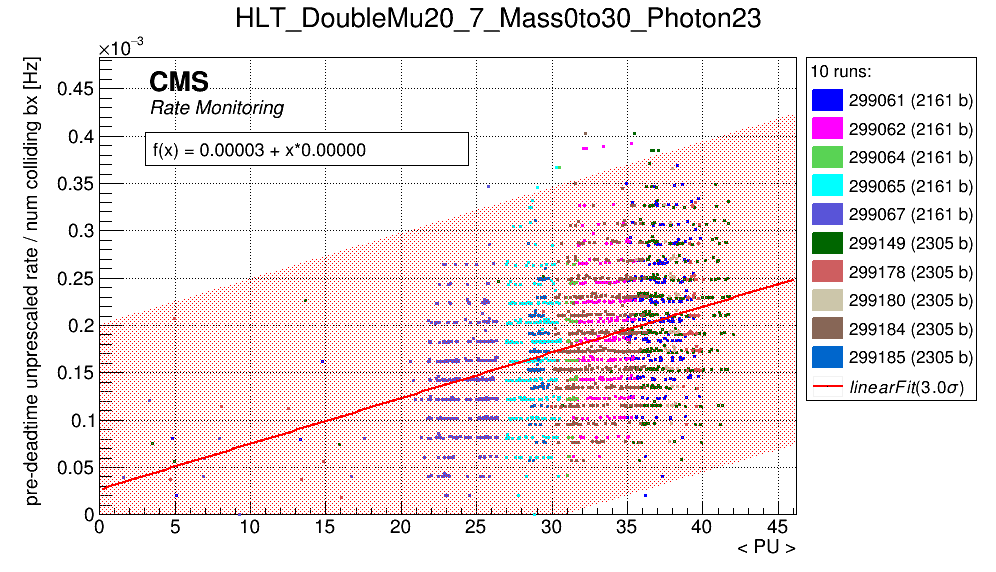 HLT_DoubleMu20_7_Mass0to30_Photon23
×10⁻³
pre-deadtime unprescaled rate / num colliding bx [Hz]
0.45
0.4
0.35
0.3
0.25
0.2
0.15
0.1
0.05
0
CMS
Rate Monitoring
f(x) = 0.00003 + x*0.00000
0 5 10 15 20 25 30 35 40 45
< PU >
10 runs:
299061 (2161 b)
299062 (2161 b)
299064 (2161 b)
299065 (2161 b)
299067 (2161 b)
299149 (2305 b)
299178 (2305 b)
299180 (2305 b)
299184 (2305 b)
299185 (2305 b)
linearFit(3.0σ)